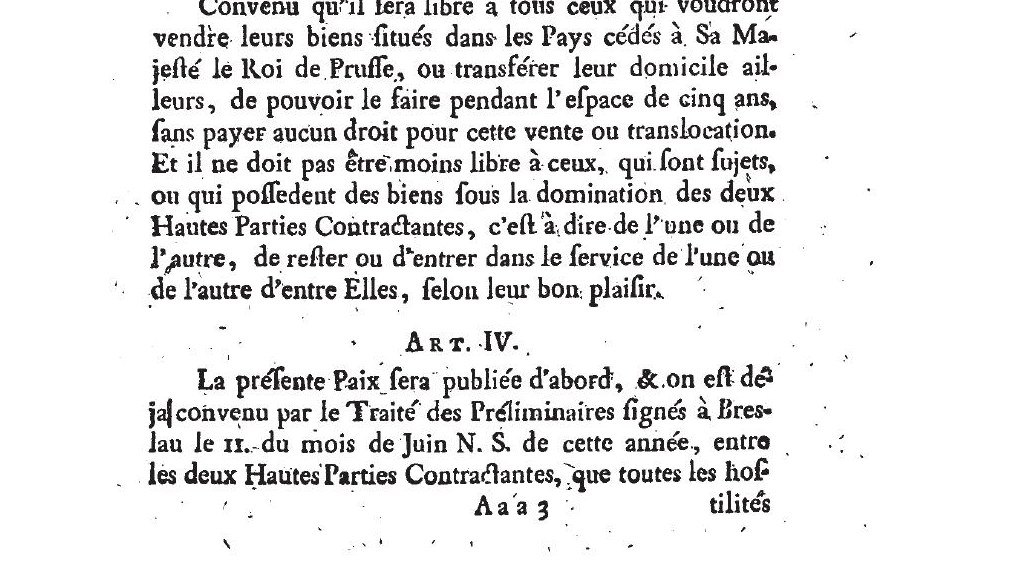 Convenu qu'il ſera libre à tous ceux qui voudront
vendre leurs biens ſitués dans les Pays cédés à Sa Ma-
jeſté le Roi de Pruſſe, ou transférer leur domicile ail-
leurs, de pouvoir le faire pendant l'eſpace de cinq ans,
ſans payer aucun droit pour cette vente ou translocation.
Et il ne doit pas être moins libre à ceux, qui ſont ſujets,
ou qui poſſedent des biens ſous la domination des deux
Hautes Parties Contractantes, c'eſt à dire de l'une ou de
l'autre, de reſter ou d'entrer dans le ſervice de l'une ou
de l'autre d'entre Elles, ſelon leur bon plaiſir.
ART. IV.
La préſente Paix ſera publiée d'abord, & on eſt dé-
ja convenu par le Traité des Préliminaires ſignés à Bres-
lau le 11. du mois de Juin N. S. de cette année, entre
les deux Hautes Parties Contractantes, que toutes les hoſ-
Aaa 3 tilités